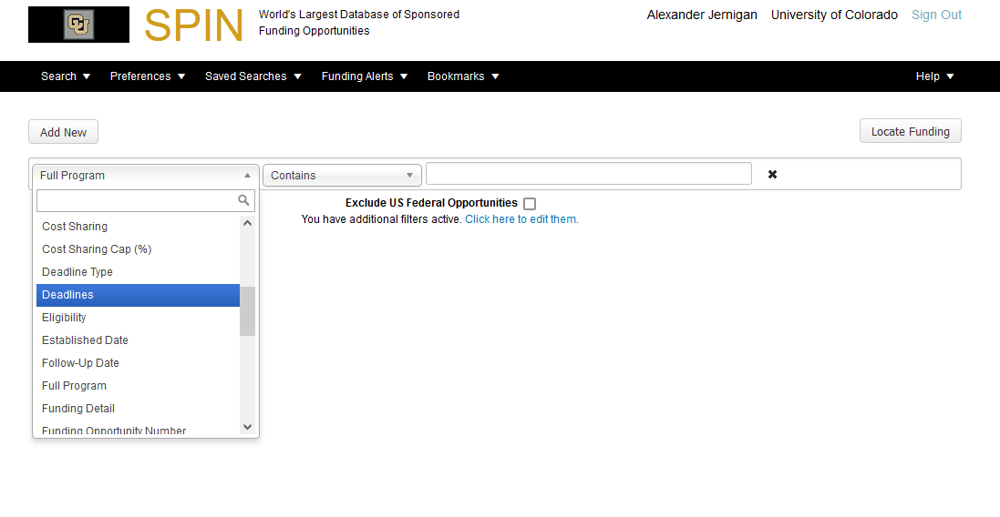 CU
SPIN
World's Largest Database of Sponsored
Funding Opportunities
Alexander Jernigan University of Colorado Sign Out
Search Preferences Saved Searches Funding Alerts Bookmarks Help
Add New
Locate Funding
Full Program Contains
Exclude US Federal Opportunities
You have additional filters active. Click here to edit them.
Cost Sharing
Cost Sharing Cap (%)
Deadline Type
Deadlines
Eligibility
Established Date
Follow-Up Date
Full Program
Funding Detail
Funding Opportunity Number